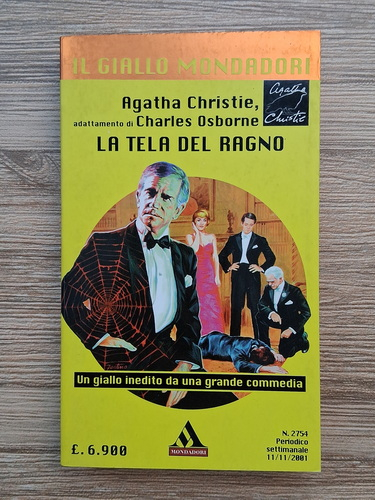 IL GIALLO MONDADORI
Agatha Christie,
adattamento di Charles Osborne
Agatha
Christie
LA TELA DEL RAGNO
Un giallo inedito da una grande commedia
£. 6.900
MONDADORI
N. 2754
Periodico
settimanale
11/11/2001